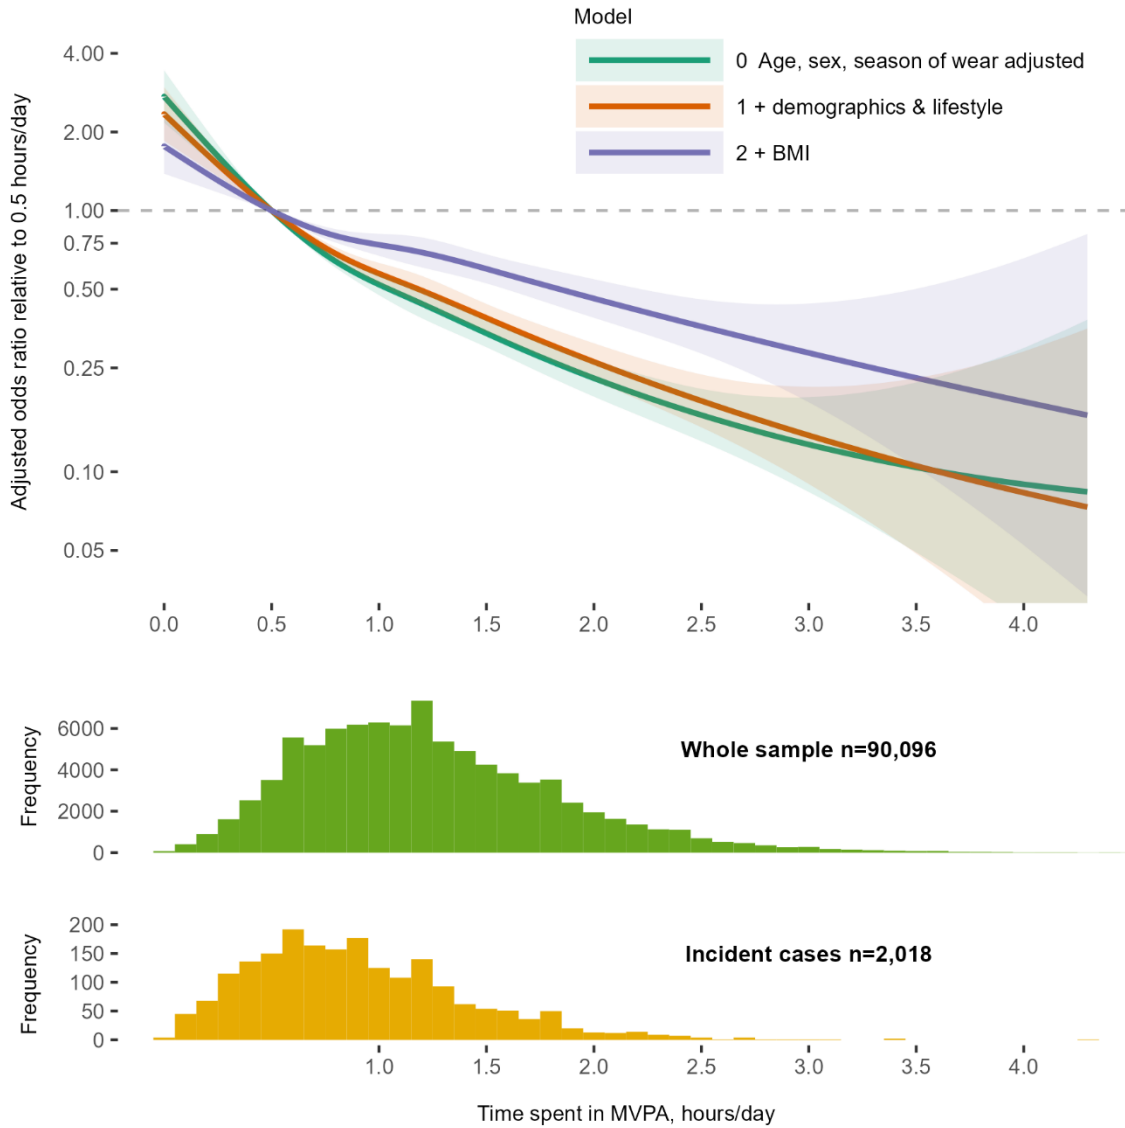 Model
0 Age, sex, season of wear adjusted
1 + demographics & lifestyle
2 + BMI
Adjusted odds ratio relative to 0.5 hours/day
4.00
2.00
1.00
0.75
0.50
0.25
0.10
0.05
0.0 0.5 1.0 1.5 2.0 2.5 3.0 3.5 4.0
Frequency
6000
4000
2000
0
Whole sample n=90,096
Frequency
200
150
100
50
0
Incident cases n=2,018
1.0 1.5 2.0 2.5 3.0 3.5 4.0
Time spent in MVPA, hours/day